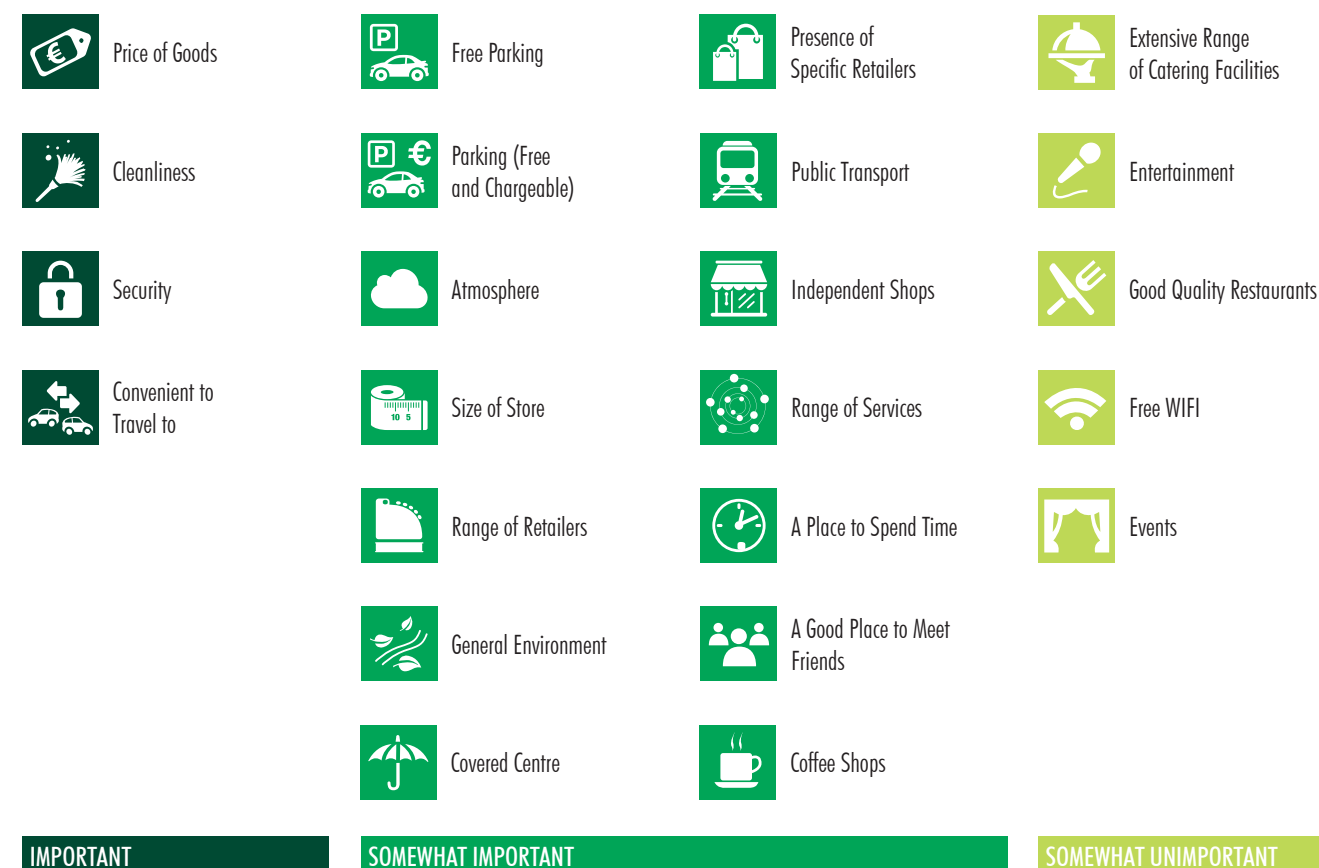 €
Price of Goods
Cleanliness
Security
Convenient to
Travel to
P
Free Parking
P €
Parking (Free
and Chargeable)
Atmosphere
10 5
Size of Store
Range of Retailers
General Environment
Covered Centre
Presence of
Specific Retailers
Public Transport
Independent Shops
Range of Services
A Place to Spend Time
A Good Place to Meet
Friends
Coffee Shops
Extensive Range
of Catering Facilities
Entertainment
Good Quality Restaurants
Free WIFI
Events
IMPORTANT
SOMEWHAT IMPORTANT
SOMEWHAT UNIMPORTANT